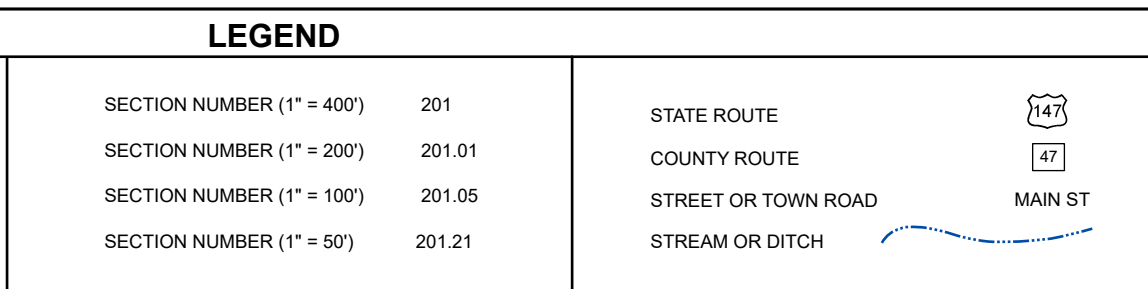 LEGEND
SECTION NUMBER (1" = 400') 201
SECTION NUMBER (1" = 200') 201.01
SECTION NUMBER (1" = 100') 201.05
SECTION NUMBER (1" = 50') 201.21
STATE ROUTE 147
COUNTY ROUTE 47
STREET OR TOWN ROAD MAIN ST
STREAM OR DITCH